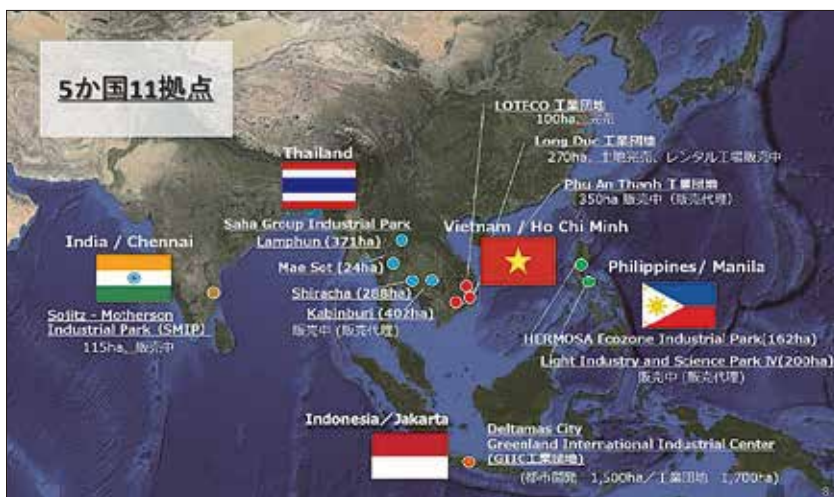 5か国11拠点
LOTECO 工業団地
100ha、完売
Long Duc 工業団地
270ha、土地完売、レンタル工場販売中
Phu An Thanh 工業団地
350ha 販売中 (販売代理)
Thailand
Saha Group Industrial Park
Lamphun (371ha)
Mae Sot (24ha)
Shiracha (288ha)
Kabinburi (402ha)
販売中 (販売代理)
Vietnam / Ho Chi Minh
India / Chennai
Sojitz - Motherson
Industrial Park (SMIP)
115ha、販売中
Philippines/ Manila
HERMOSA Ecozone Industrial Park(162ha)
Light Industry and Science Park Ⅳ(200ha)
販売中 (販売代理)
Indonesia／Jakarta
Deltamas City
Greenland International Industrial Center
(GIIC工業団地)
(都市開発 1,500ha／工業団地 1,700ha)